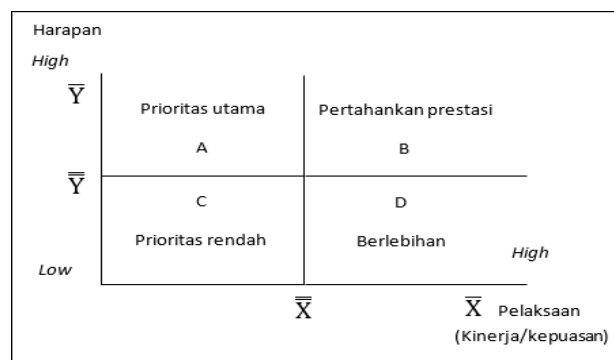 Harapan
High
Y̅
Prioritas utama
Pertahankan prestasi
A
B
Y̿
C
D
Prioritas rendah
Berlebihan
Low
High
X̿
X̅ Pelaksaan
(Kinerja/kepuasan)